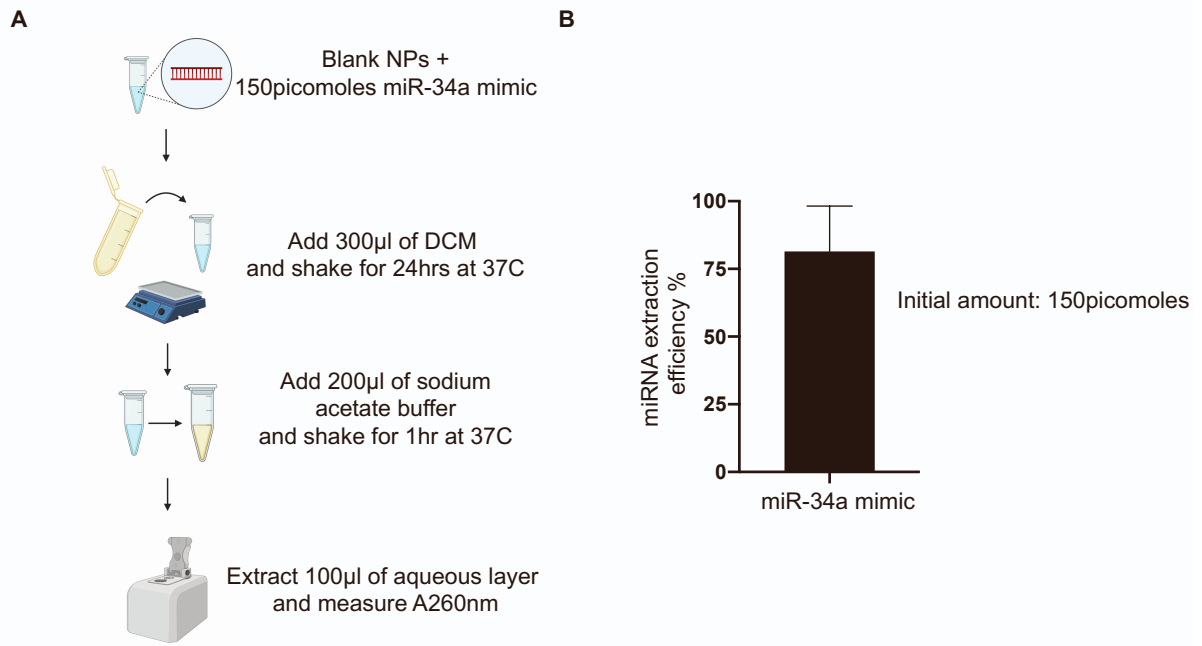 A
Blank NPs +
150picomoles miR-34a mimic
Add 300µl of DCM
and shake for 24hrs at 37C
Add 200µl of sodium
acetate buffer
and shake for 1hr at 37C
Extract 100µl of aqueous layer
and measure A260nm
B
miRNA extraction
efficiency %
100
75
50
25
0
miR-34a mimic
Initial amount: 150picomoles